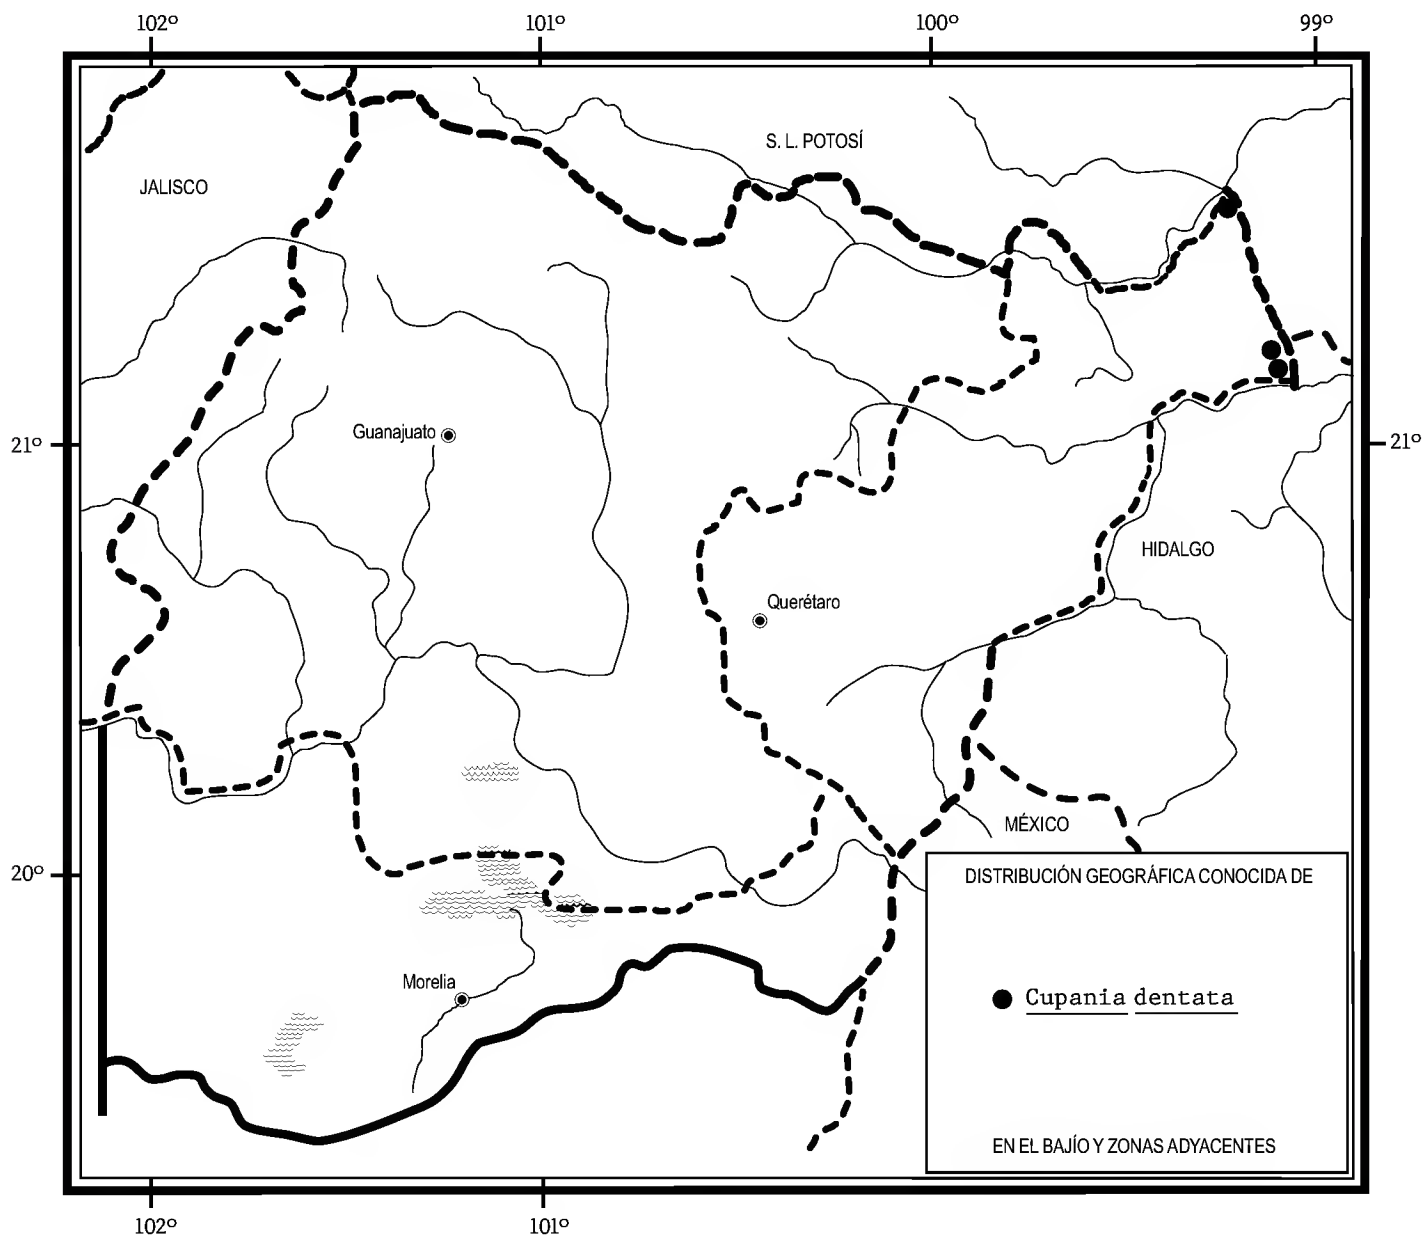 102º 101º 100º 99º
S. L. POTOSÍ
JALISCO
Guanajuato
21º 21º
HIDALGO
Querétaro
MÉXICO
20º
DISTRIBUCIÓN GEOGRÁFICA CONOCIDA DE
Morelia
Cupania dentata
EN EL BAJÍO Y ZONAS ADYACENTES
102º 101º